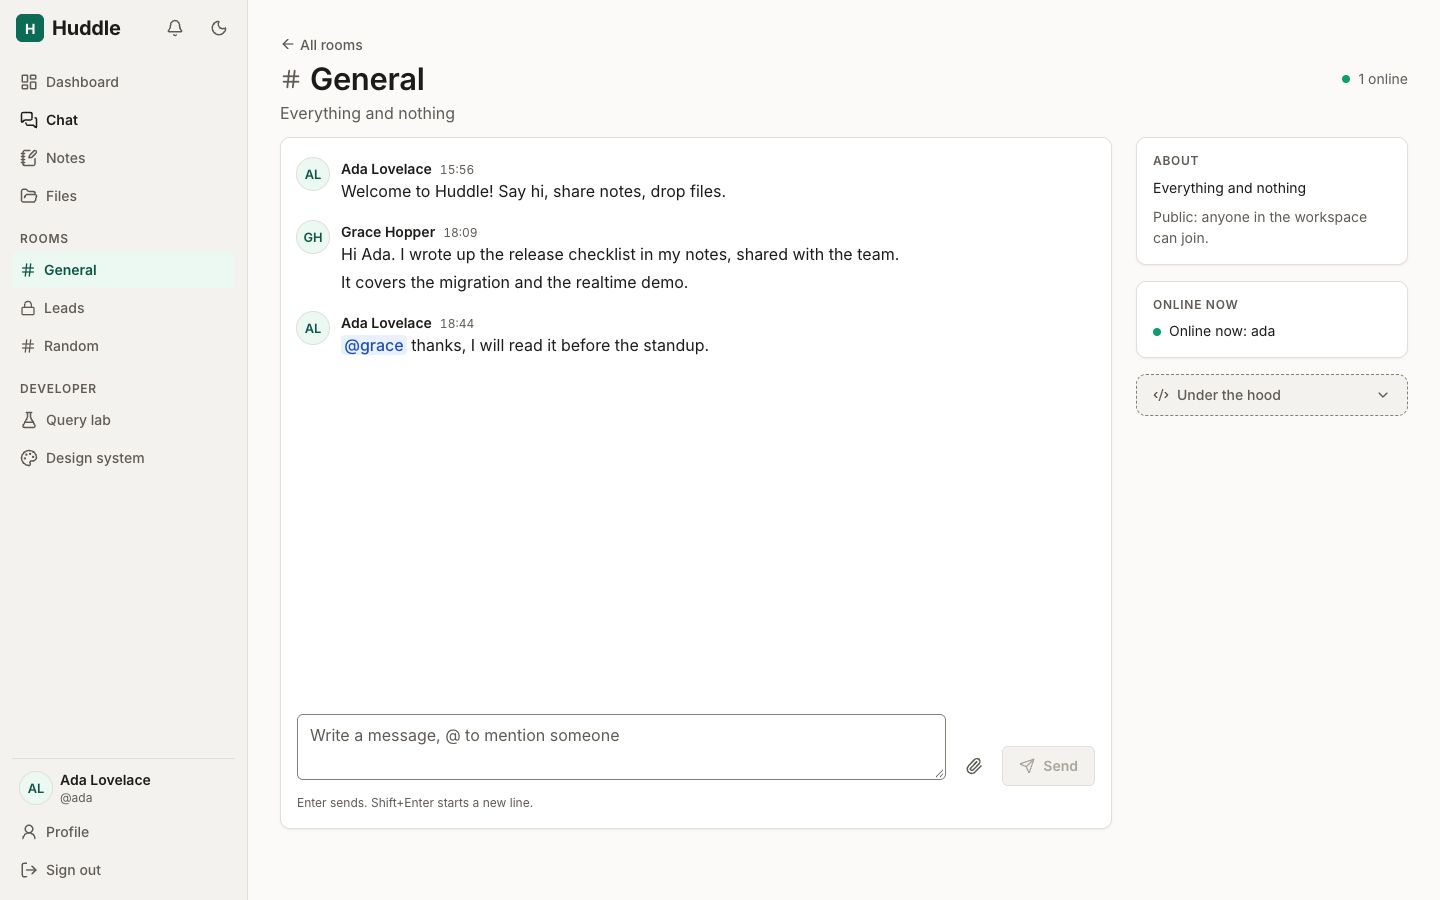 H Huddle
Dashboard
Chat
Notes
Files
ROOMS
General
Leads
Random
DEVELOPER
Query lab
Design system
AL Ada Lovelace
@ada
Profile
Sign out
All rooms
# General
1 online
Everything and nothing
AL Ada Lovelace 15:56
Welcome to Huddle! Say hi, share notes, drop files.
GH Grace Hopper 18:09
Hi Ada. I wrote up the release checklist in my notes, shared with the team.
It covers the migration and the realtime demo.
AL Ada Lovelace 18:44
@grace thanks, I will read it before the standup.
Write a message, @ to mention someone
Send
Enter sends. Shift+Enter starts a new line.
ABOUT
Everything and nothing
Public: anyone in the workspace
can join.
ONLINE NOW
Online now: ada
Under the hood